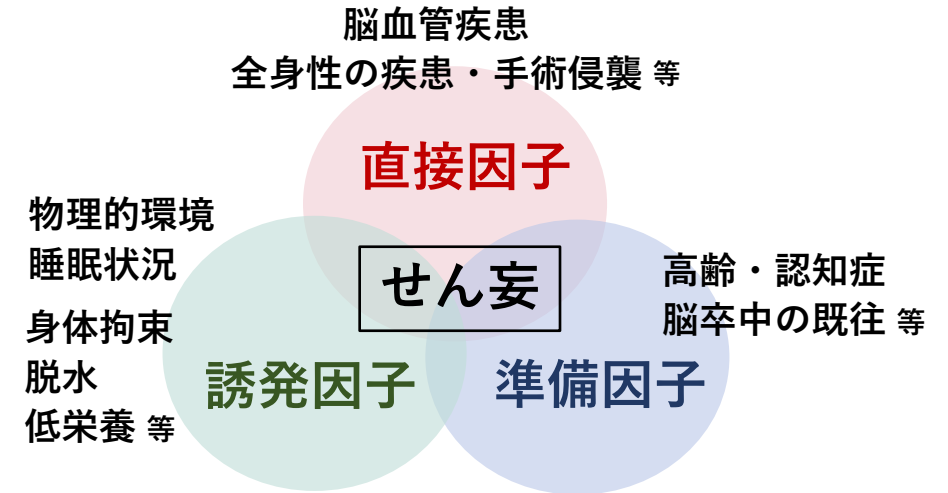 脳血管疾患
全身性の疾患・手術侵襲 等
直接因子
物理的環境
睡眠状況
身体拘束
脱水
低栄養 等
せん妄
高齢・認知症
脳卒中の既往 等
誘発因子
準備因子